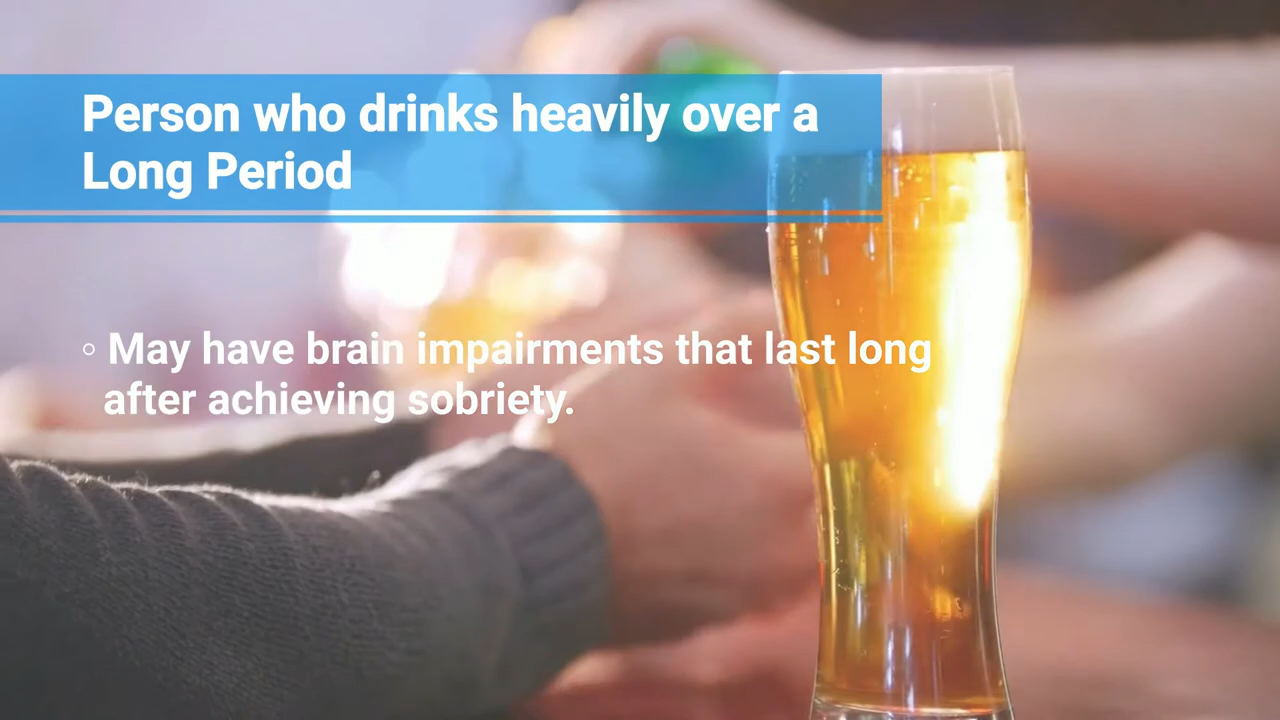 Person who drinks heavily over a
Long Period
◦ May have brain impairments that last long
after achieving sobriety.